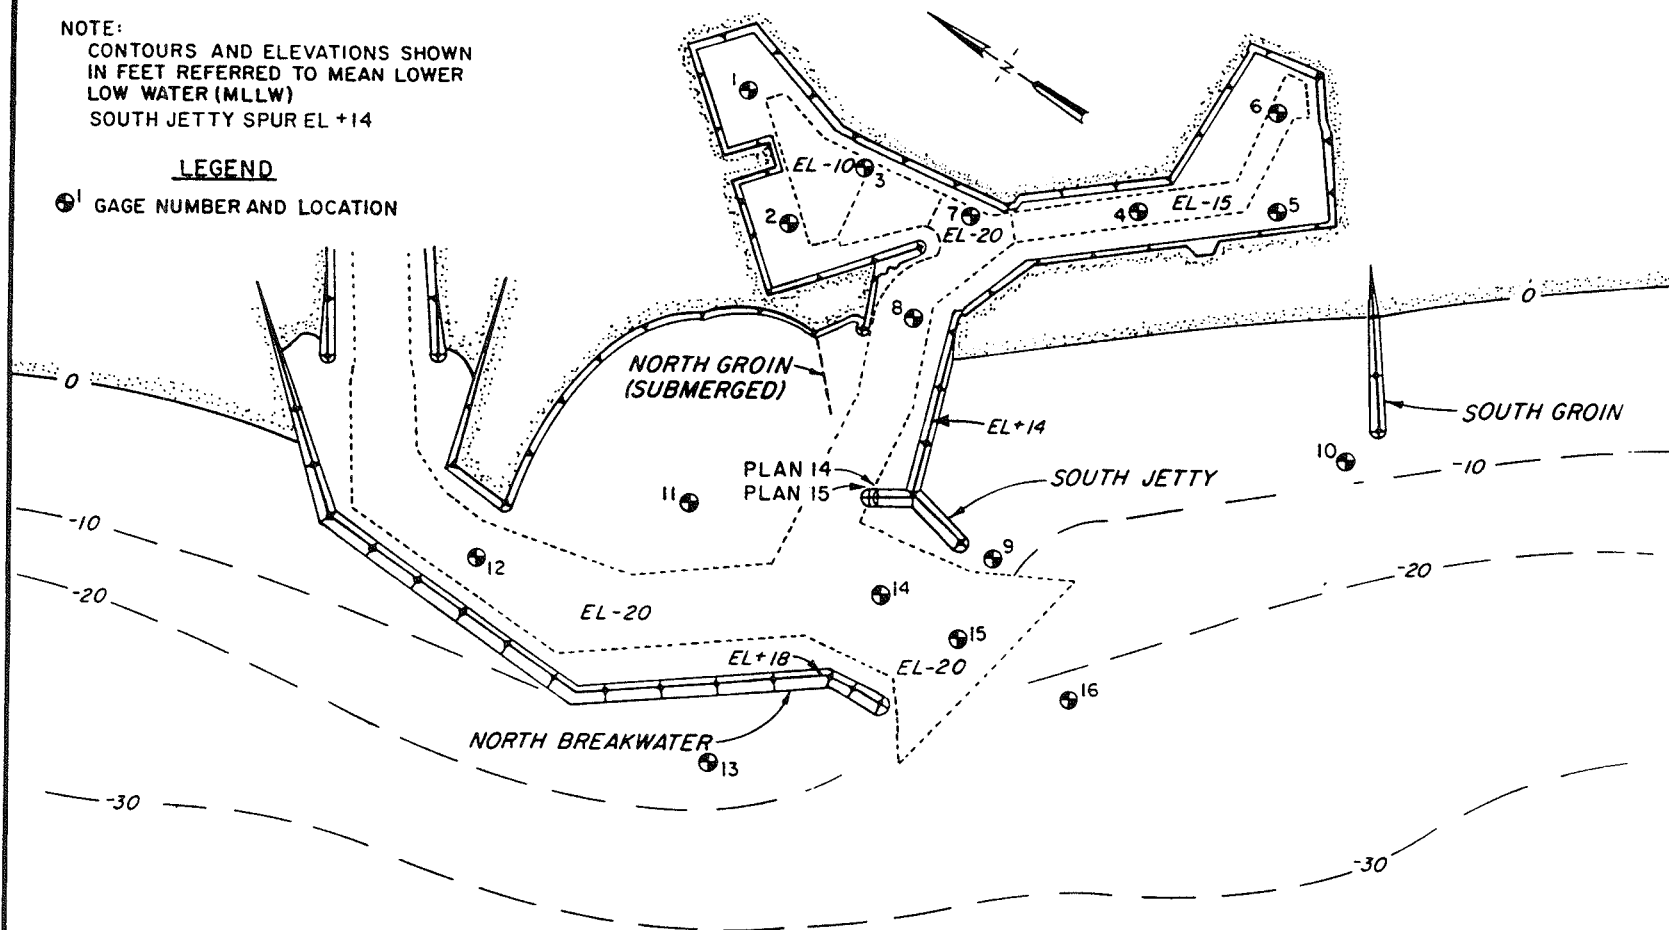 NOTE:
CONTOURS AND ELEVATIONS SHOWN
IN FEET REFERRED TO MEAN LOWER
LOW WATER (MLLW)
SOUTH JETTY SPUR EL +14
LEGEND
1 GAGE NUMBER AND LOCATION
N
1
6
EL-10
3
2
7
EL-20
4
EL-15
5
8
0
0
NORTH GROIN
(SUBMERGED)
EL+14
SOUTH GROIN
10
-10
PLAN 14
PLAN 15
SOUTH JETTY
11
-10
9
12
-20
14
-20
EL-20
15
EL+18
EL-20
16
NORTH BREAKWATER
13
-30
-30